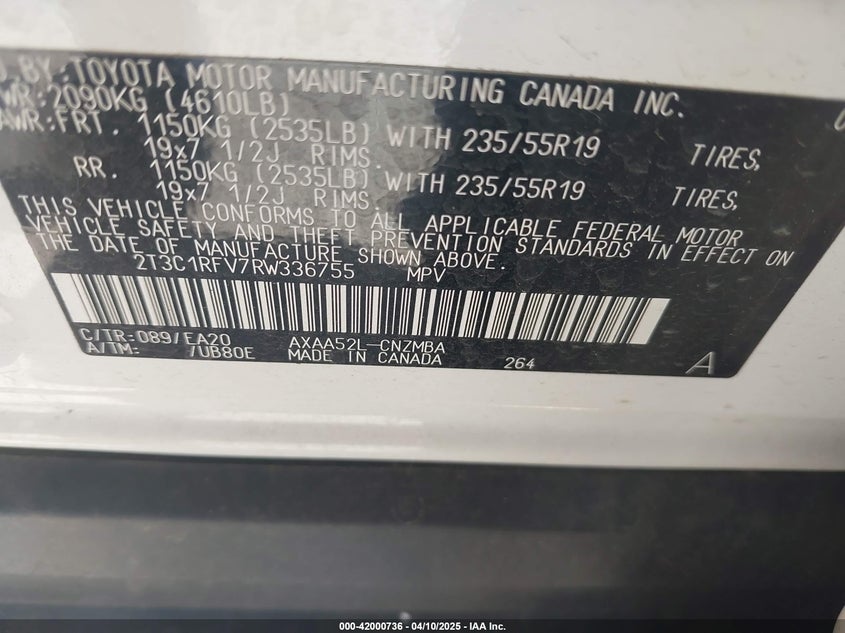 BY :TOYOTA MOTOR MANUFACTURING CANADA INC.
WR:2090KG (4610LB)
AWR:FRT. 1150KG (2535LB) WITH 235/55R19 TIRES,
19x7 1/2J RIMS.
RR. 1150KG (2535LB) WITH 235/55R19 TIRES,
19x7 1/2J RIMS.
THIS VEHICLE CONFORMS TO ALL APPLICABLE FEDERAL MOTOR
VEHICLE SAFETY AND THEFT PREVENTION STANDARDS IN EFFECT ON
THE DATE OF MANUFACTURE SHOWN ABOVE.
2T3C1RFV7RW336755 MPV
C/TR:089/EA20 AXAA52L-CNZMBA
A/TM: /UB80E MADE IN CANADA 264 A
000-42000736 - 04/10/2025 - IAA Inc.